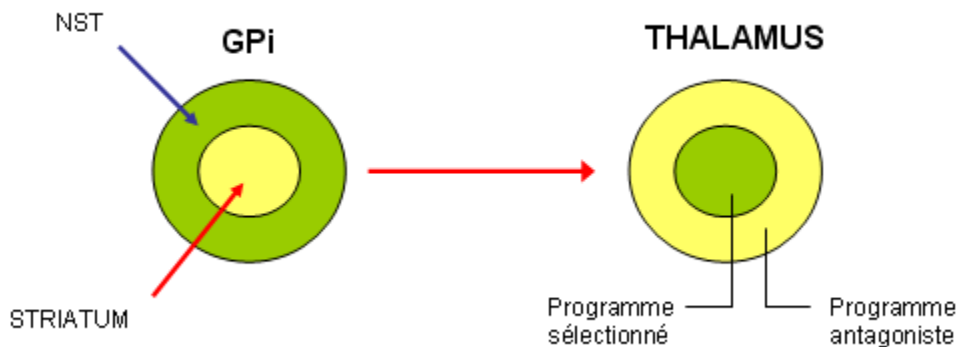 NST
GPi
THALAMUS
STRIATUM
Programme
sélectionné
Programme
antagoniste